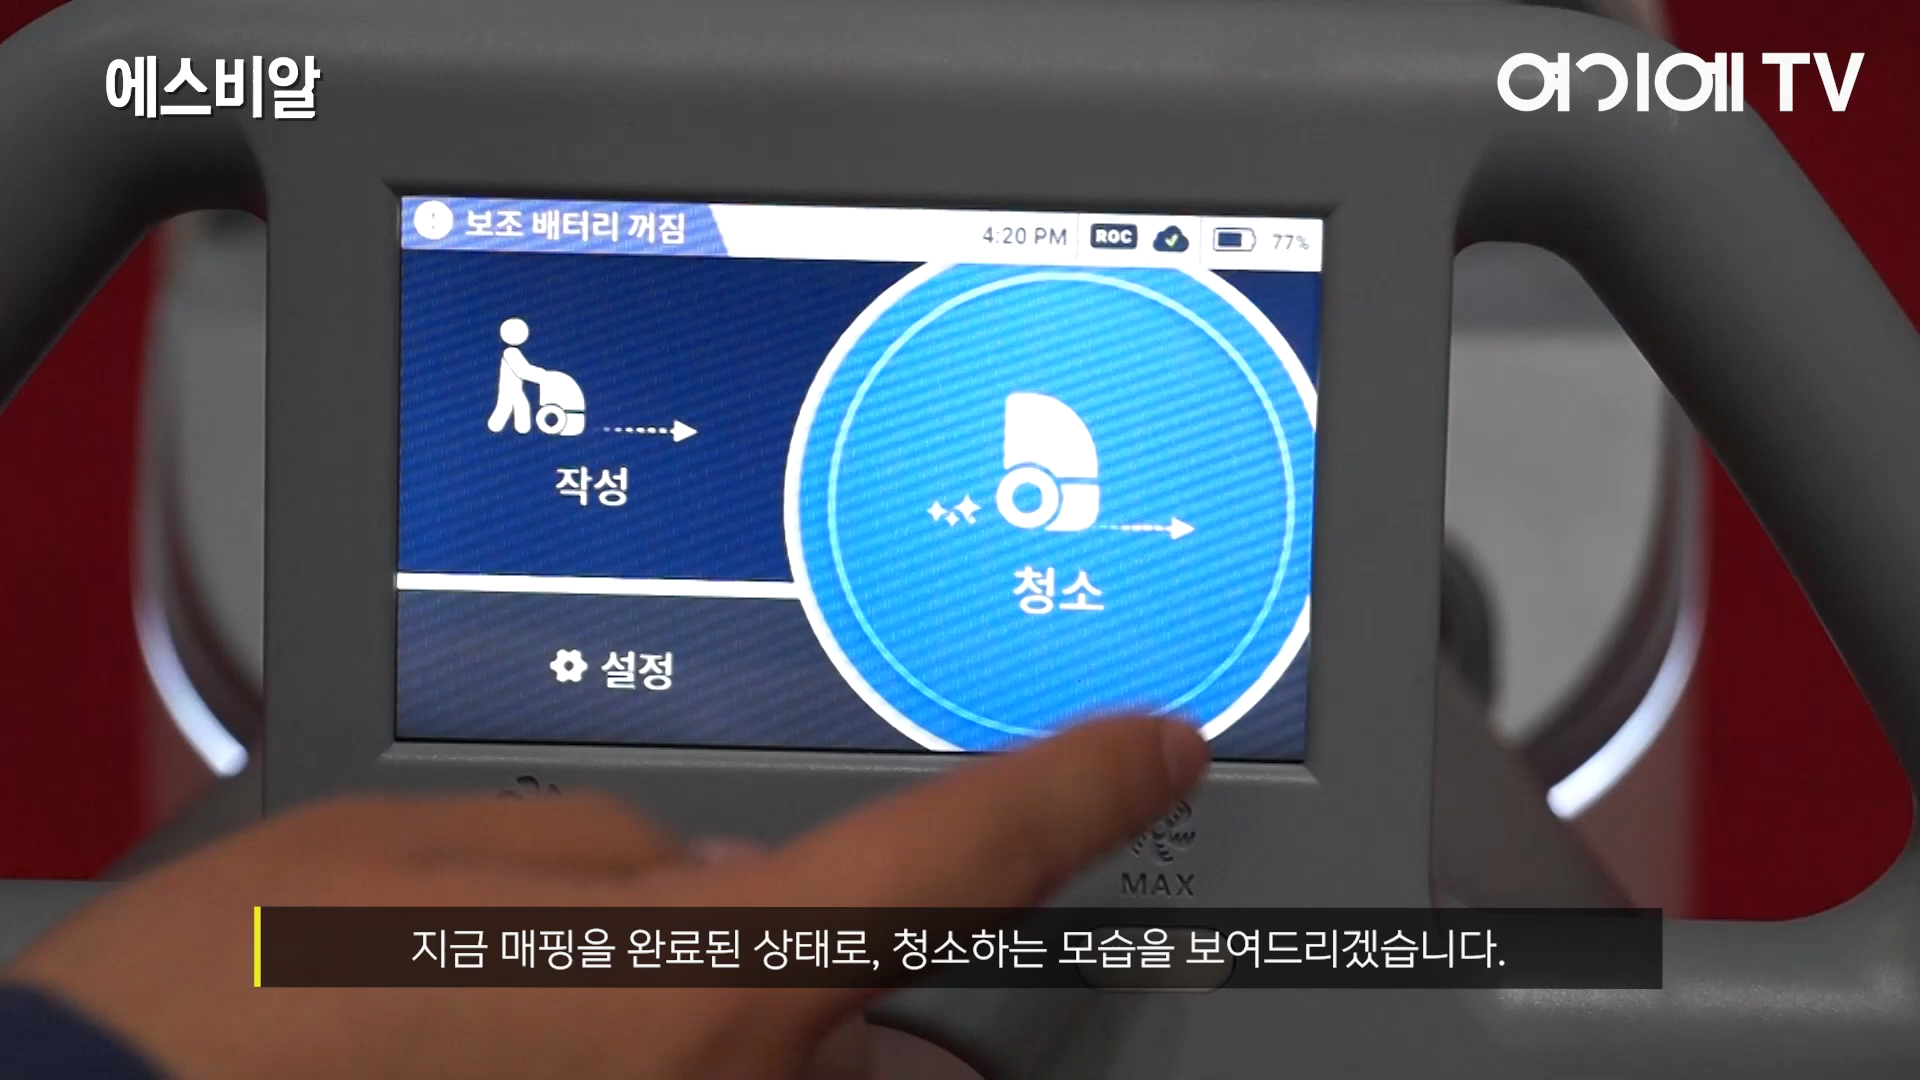 에스비알
여기에 TV
보조 배터리 꺼짐
4:20 PM
ROC
77%
작성
청소
설정
MAX
지금 매핑을 완료된 상태로, 청소하는 모습을 보여드리겠습니다.